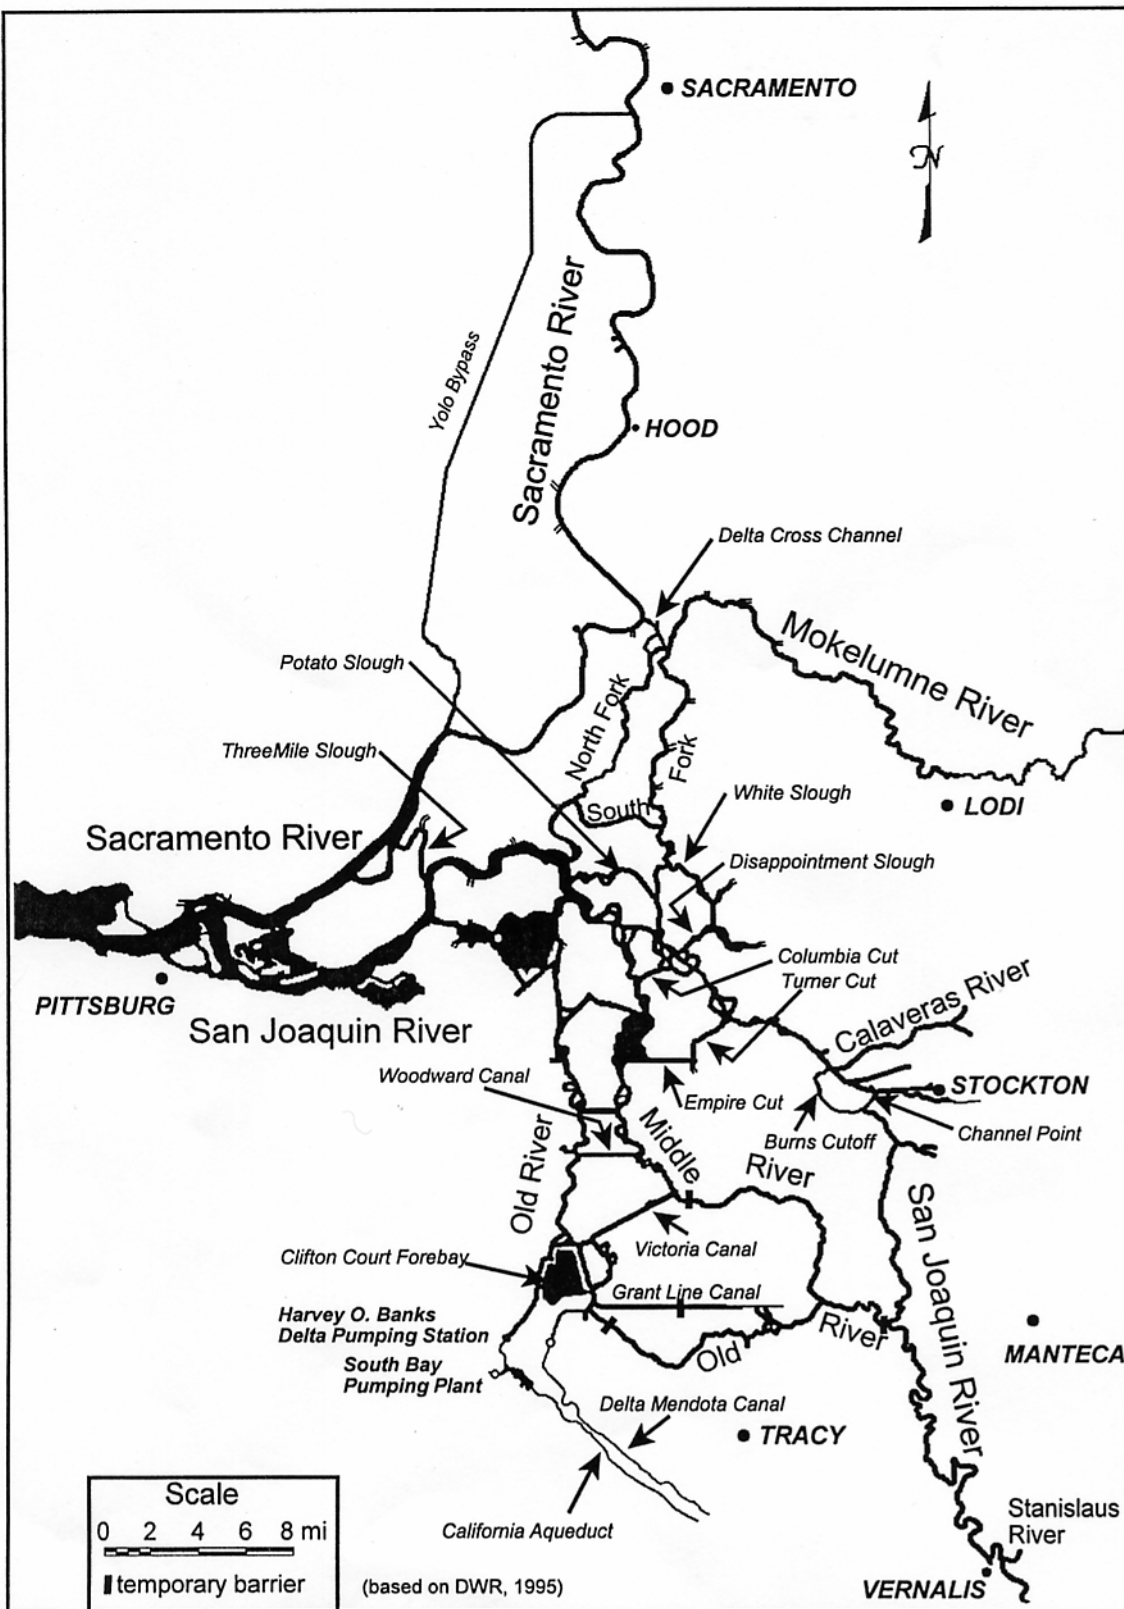 SACRAMENTO
N
Sacramento River
Yolo Bypass
HOOD
Delta Cross Channel
Mokelumne River
Potato Slough
North Fork
ThreeMile Slough
South Fork
White Slough
LODI
Sacramento River
Disappointment Slough
Columbia Cut
Turner Cut
PITTSBURG
San Joaquin River
Calaveras River
Woodward Canal
STOCKTON
Empire Cut
Channel Point
Burns Cutoff
Middle River
Old River
San Joaquin River
Victoria Canal
Clifton Court Forebay
Grant Line Canal
Harvey O. Banks
Delta Pumping Station
Old River
MANTECA
South Bay
Pumping Plant
Delta Mendota Canal
TRACY
Scale
0 2 4 6 8 mi
temporary barrier
California Aqueduct
(based on DWR, 1995)
Stanislaus
River
VERNALIS